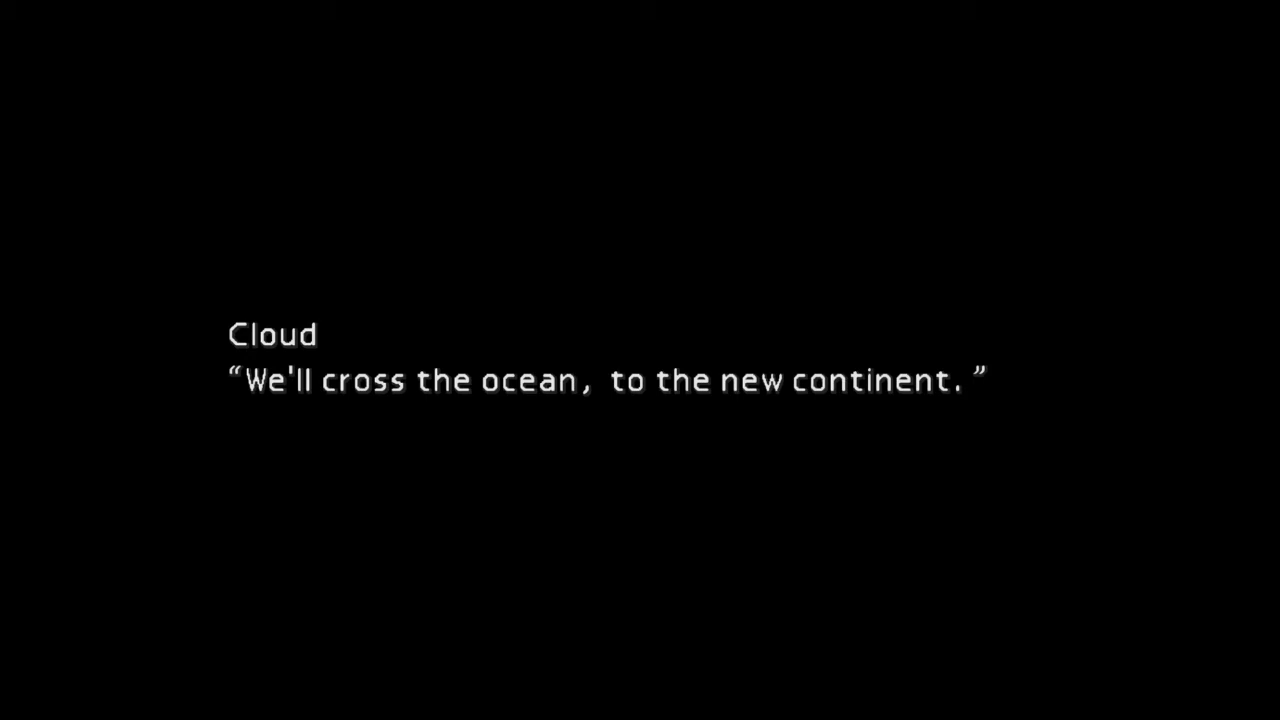 Cloud
“We'll cross the ocean, to the new continent.”